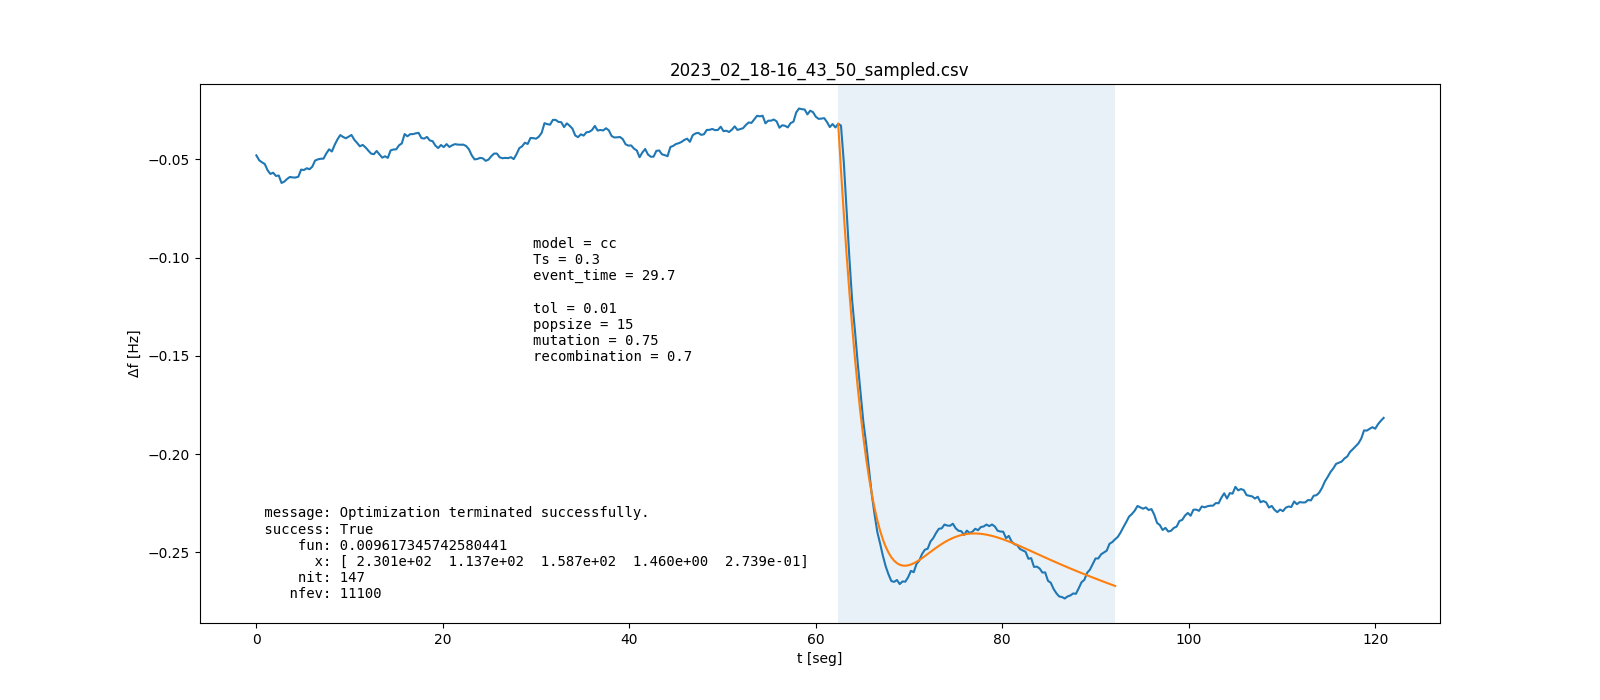 2023_02_18-16_43_50_sampled.csv
Δf [Hz]
−0.05
−0.10
−0.15
−0.20
−0.25
model = cc
Ts = 0.3
event_time = 29.7
tol = 0.01
popsize = 15
mutation = 0.75
recombination = 0.7
message: Optimization terminated successfully.
success: True
fun: 0.009617345742580441
x: [ 2.301e+02  1.137e+02  1.587e+02  1.460e+00  2.739e-01]
nit: 147
nfev: 11100
0 20 40 60 80 100 120
t [seg]